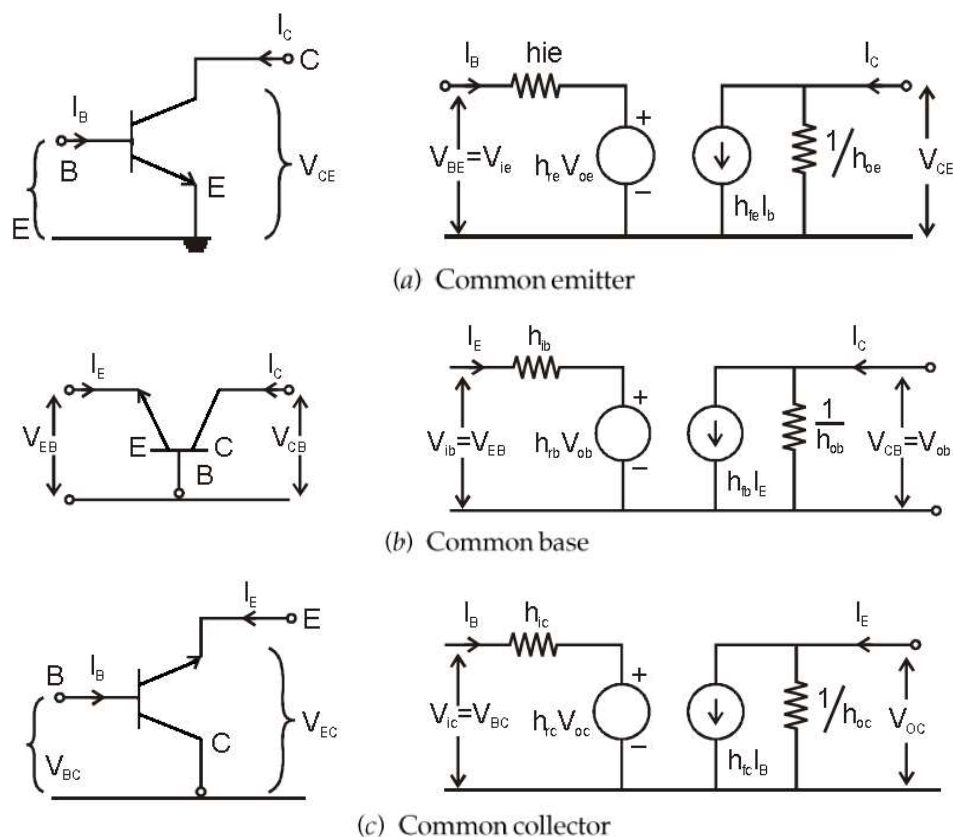 I_C
C
I_B
B
E
E
V_CE
I_B
hie
I_C
V_BE=V_ie
+
h_re V_oe
−
h_fe I_b
1/h_oe
V_CE
(a) Common emitter
I_E
I_C
V_EB
E
C
B
V_CB
I_E
h_ib
I_C
V_ib=V_EB
+
h_rb V_ob
−
h_fb I_E
1/h_ob
V_CB=V_ob
(b) Common base
I_E
E
B
I_B
C
V_BC
V_EC
I_B
h_ic
I_E
V_ic=V_BC
+
h_rc V_oc
−
h_fc I_B
1/h_oc
V_OC
(c) Common collector